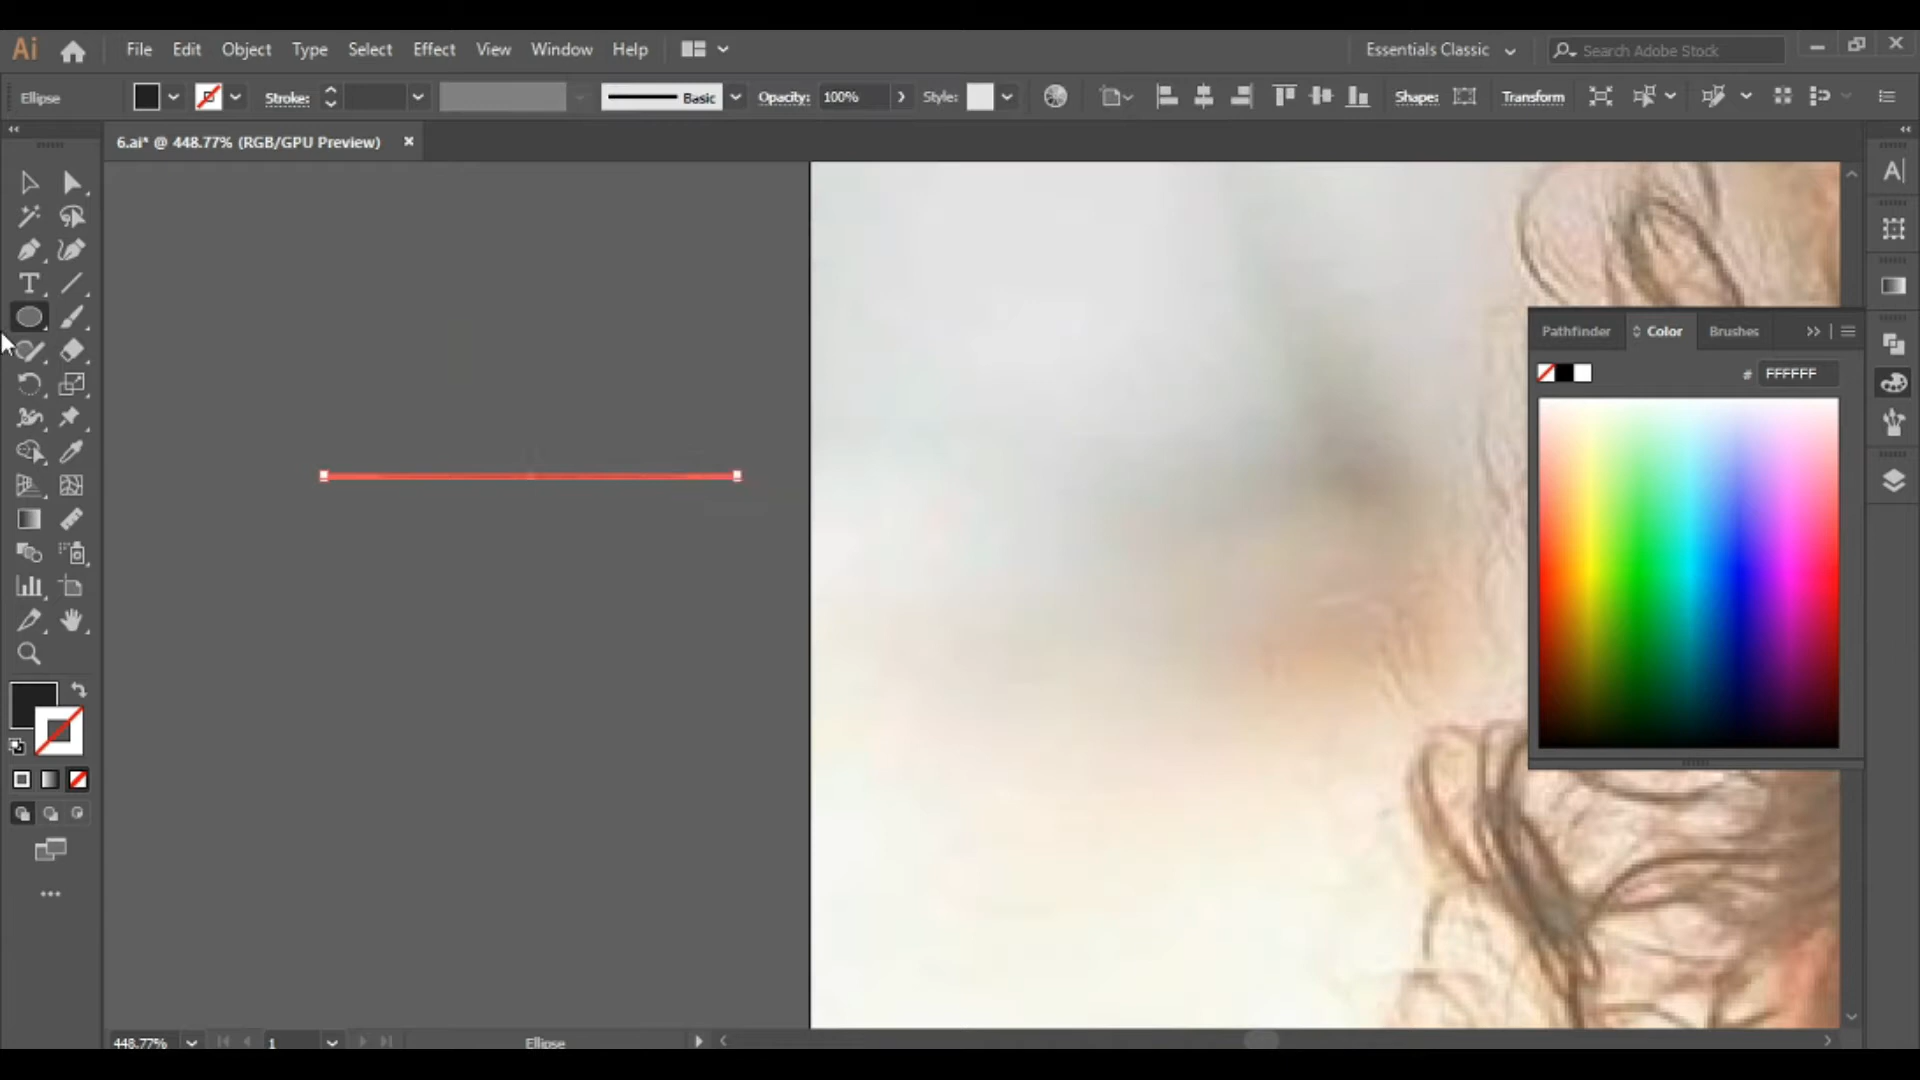 Ai File Edit Object Type Select Effect View Window Help Essentials Classic Search Adobe Stock
Ellipse Stroke: Basic Opacity: 100% Style: Shape: Transform
6.ai* @ 448.77% (RGB/GPU Preview) ×
Pathfinder Color Brushes
# FFFFFF
448.77% 1 Ellipse